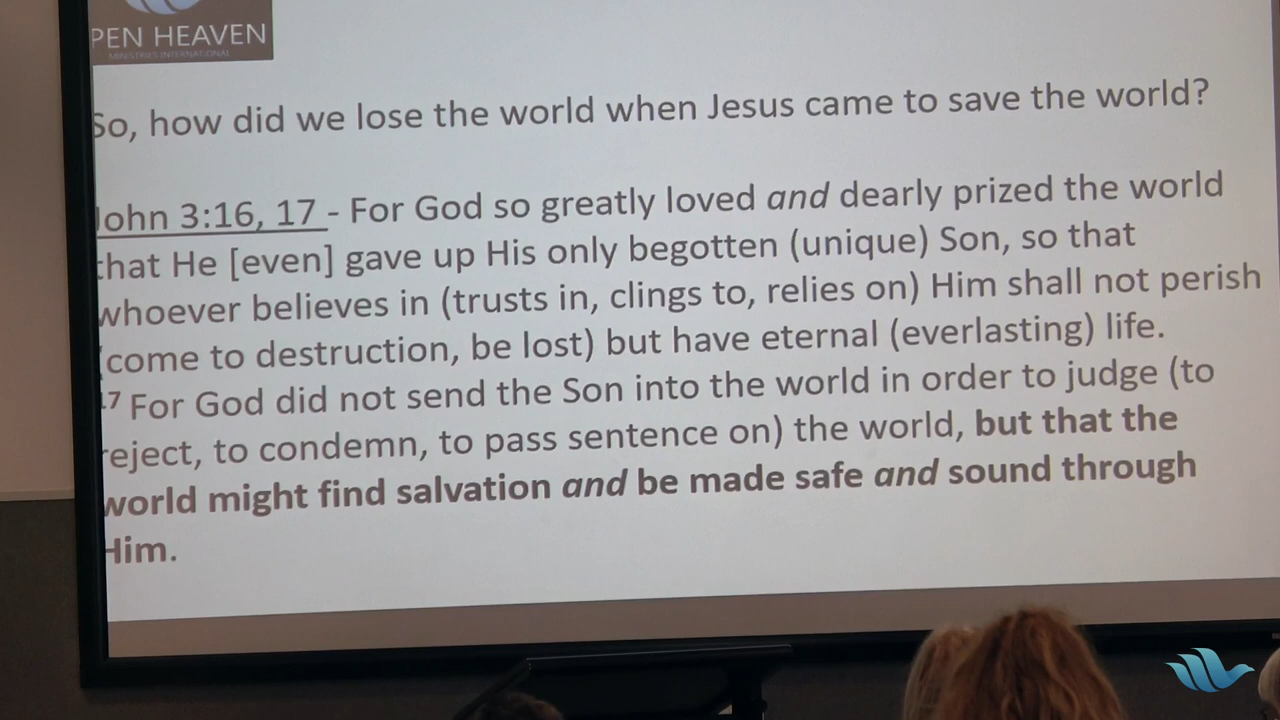 PEN HEAVEN
MINISTRIES INTERNATIONAL
So, how did we lose the world when Jesus came to save the world?
John 3:16, 17 - For God so greatly loved and dearly prized the world
that He [even] gave up His only begotten (unique) Son, so that
whoever believes in (trusts in, clings to, relies on) Him shall not perish
(come to destruction, be lost) but have eternal (everlasting) life.
17 For God did not send the Son into the world in order to judge (to
reject, to condemn, to pass sentence on) the world, but that the
world might find salvation and be made safe and sound through
Him.